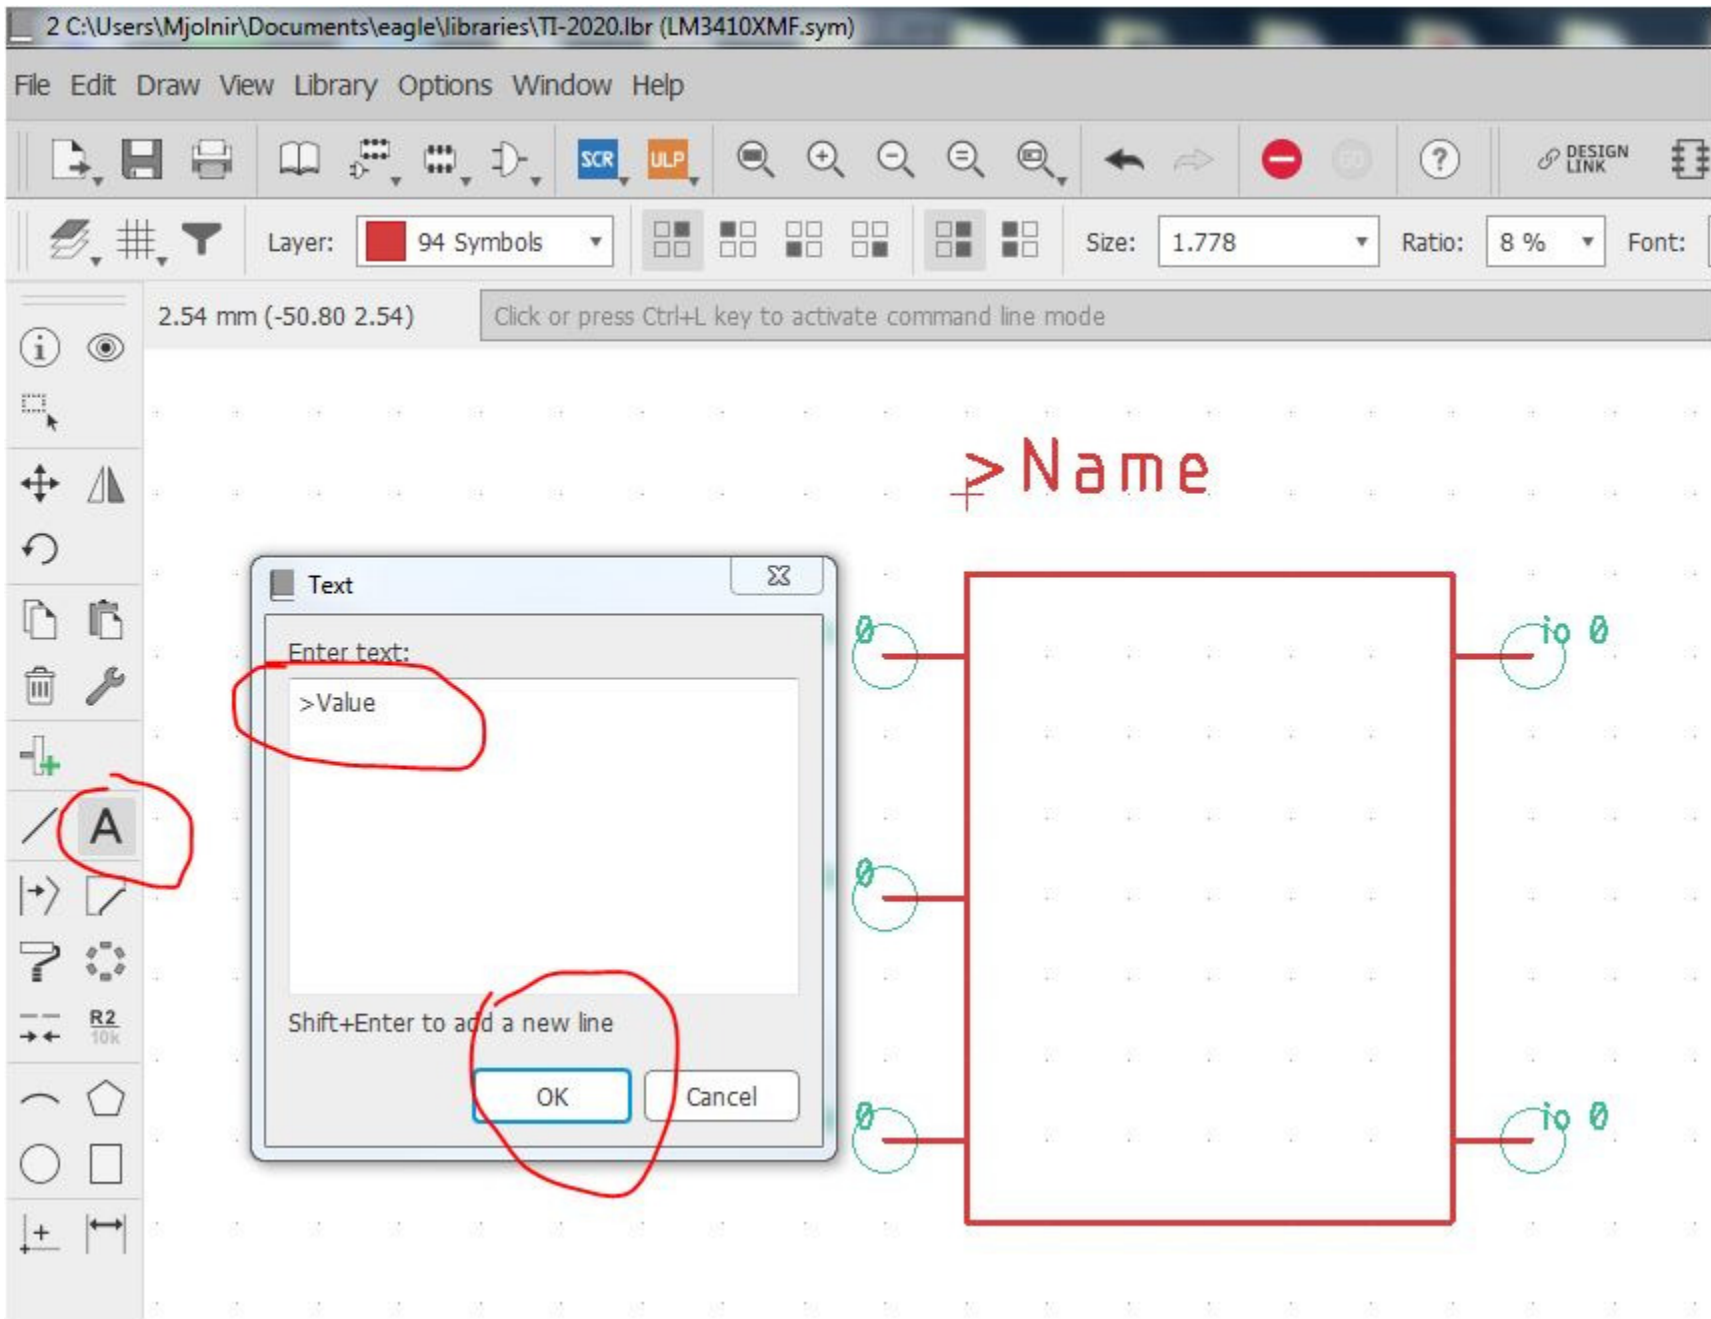 2 C:\Users\Mjolnir\Documents\eagle\libraries\TI-2020.lbr (LM3410XMF.sym)
File Edit Draw View Library Options Window Help
SCR ULP ? DESIGN LINK
Layer: 94 Symbols Size: 1.778 Ratio: 8 % Font:
2.54 mm (-50.80 2.54) Click or press Ctrl+L key to activate command line mode
i
>Name
Text
Enter text:
>Value
0 io 0
A
0
R2
10k
Shift+Enter to add a new line
OK Cancel
0 io 0